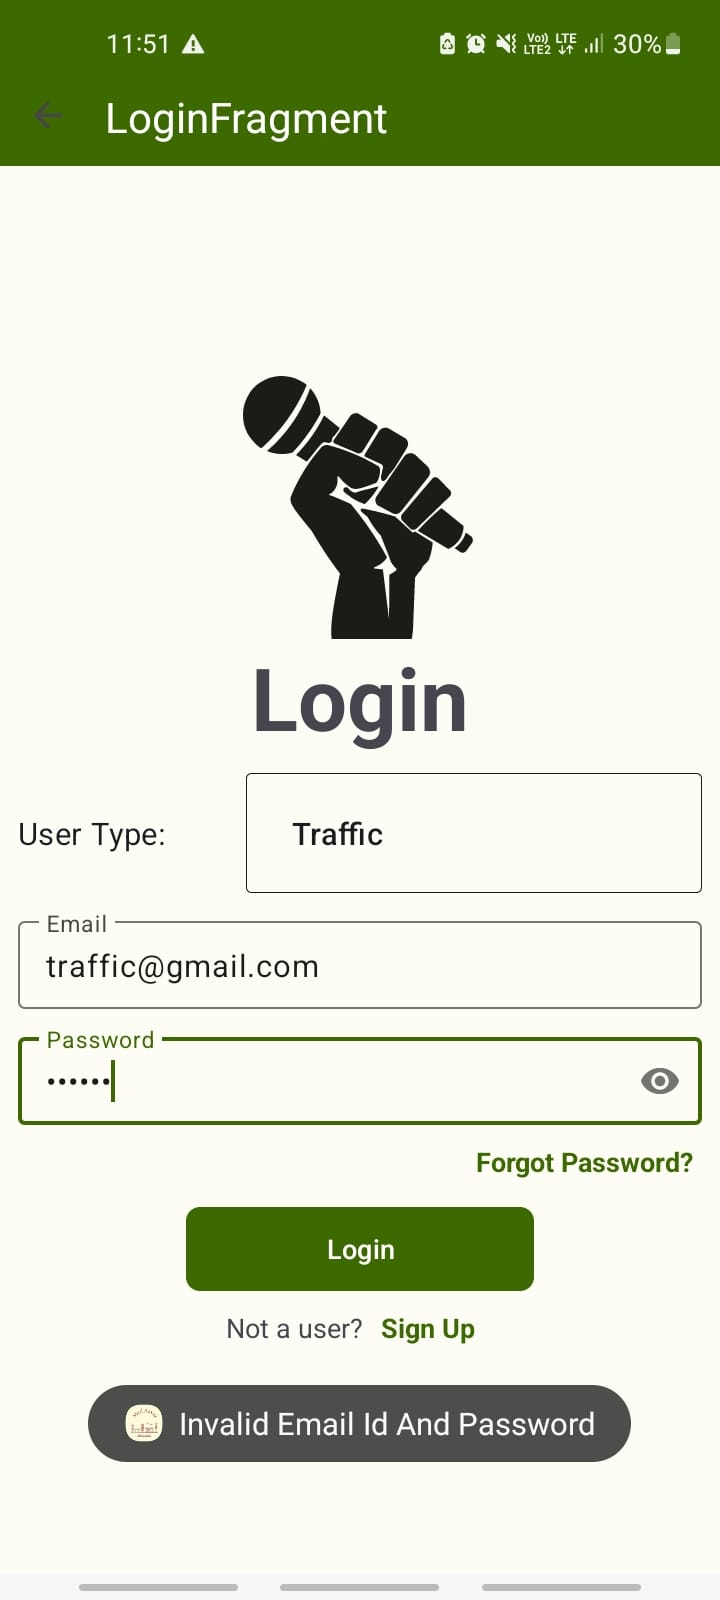 11:51
Vo)) LTE
LTE2
30%
LoginFragment
Login
User Type:
Traffic
Email
traffic@gmail.com
Password
••••••
Forgot Password?
Login
Not a user? Sign Up
Invalid Email Id And Password